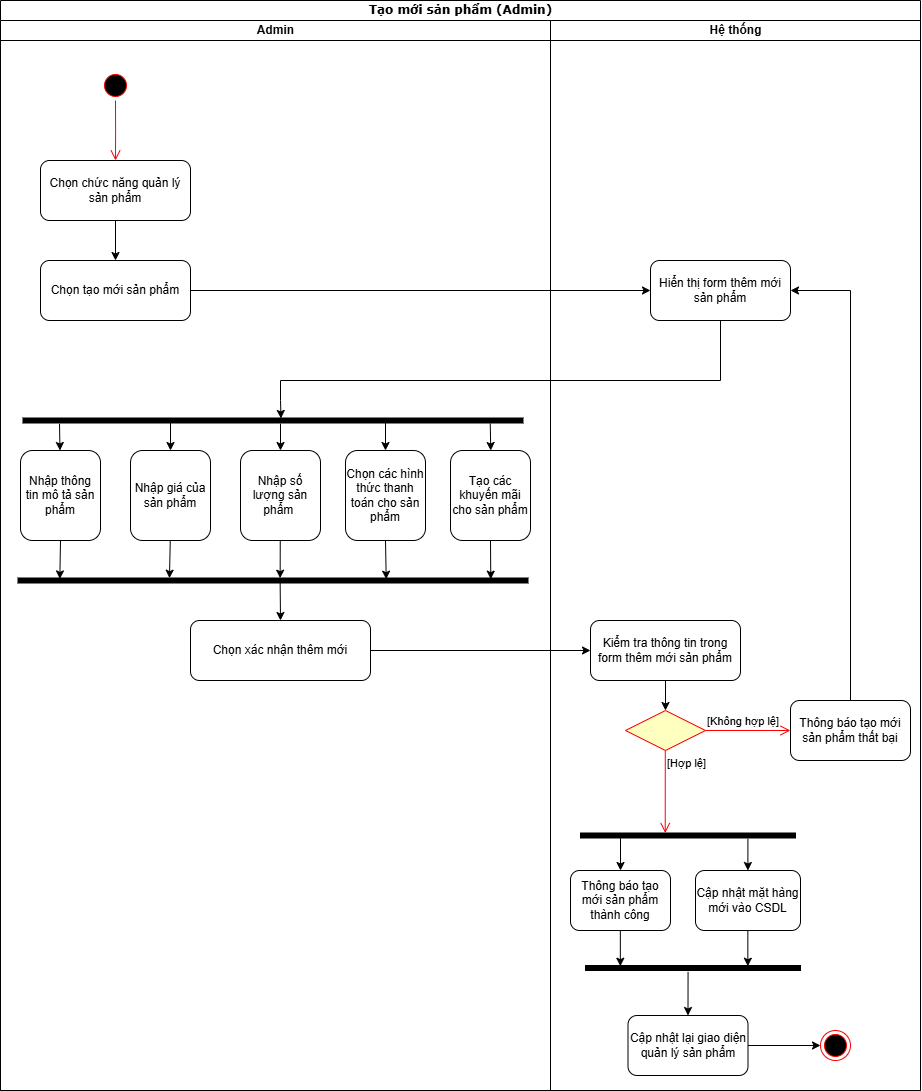 Tạo mới sản phẩm (Admin)
Admin
Hệ thống
Chọn chức năng quản lý
sản phẩm
Chọn tạo mới sản phẩm
Hiển thị form thêm mới
sản phẩm
Nhập thông
tin mô tả sản
phẩm
Nhập giá của
sản phẩm
Nhập số
lượng sản
phẩm
Chọn các hình
thức thanh
toán cho sản
phẩm
Tạo các
khuyến mãi
cho sản phẩm
Chọn xác nhận thêm mới
Kiểm tra thông tin trong
form thêm mới sản phẩm
[Không hợp lệ]
Thông báo tạo mới
sản phẩm thất bại
[Hợp lệ]
Thông báo tạo
mới sản phẩm
thành công
Cập nhật mặt hàng
mới vào CSDL
Cập nhật lại giao diện
quản lý sản phẩm